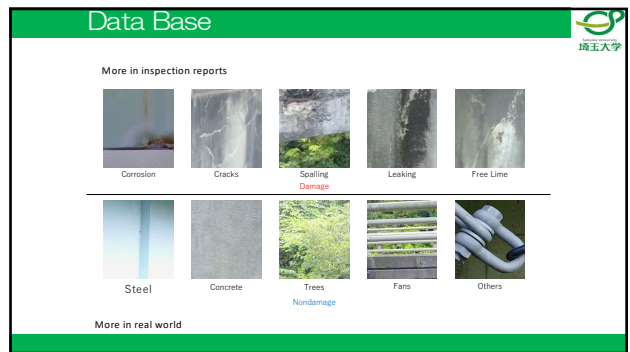 Data Base
Saitama University
埼玉大学
More in inspection reports
Corrosion
Cracks
Spalling
Leaking
Free Lime
Damage
Steel
Concrete
Trees
Fans
Others
Nondamage
More in real world